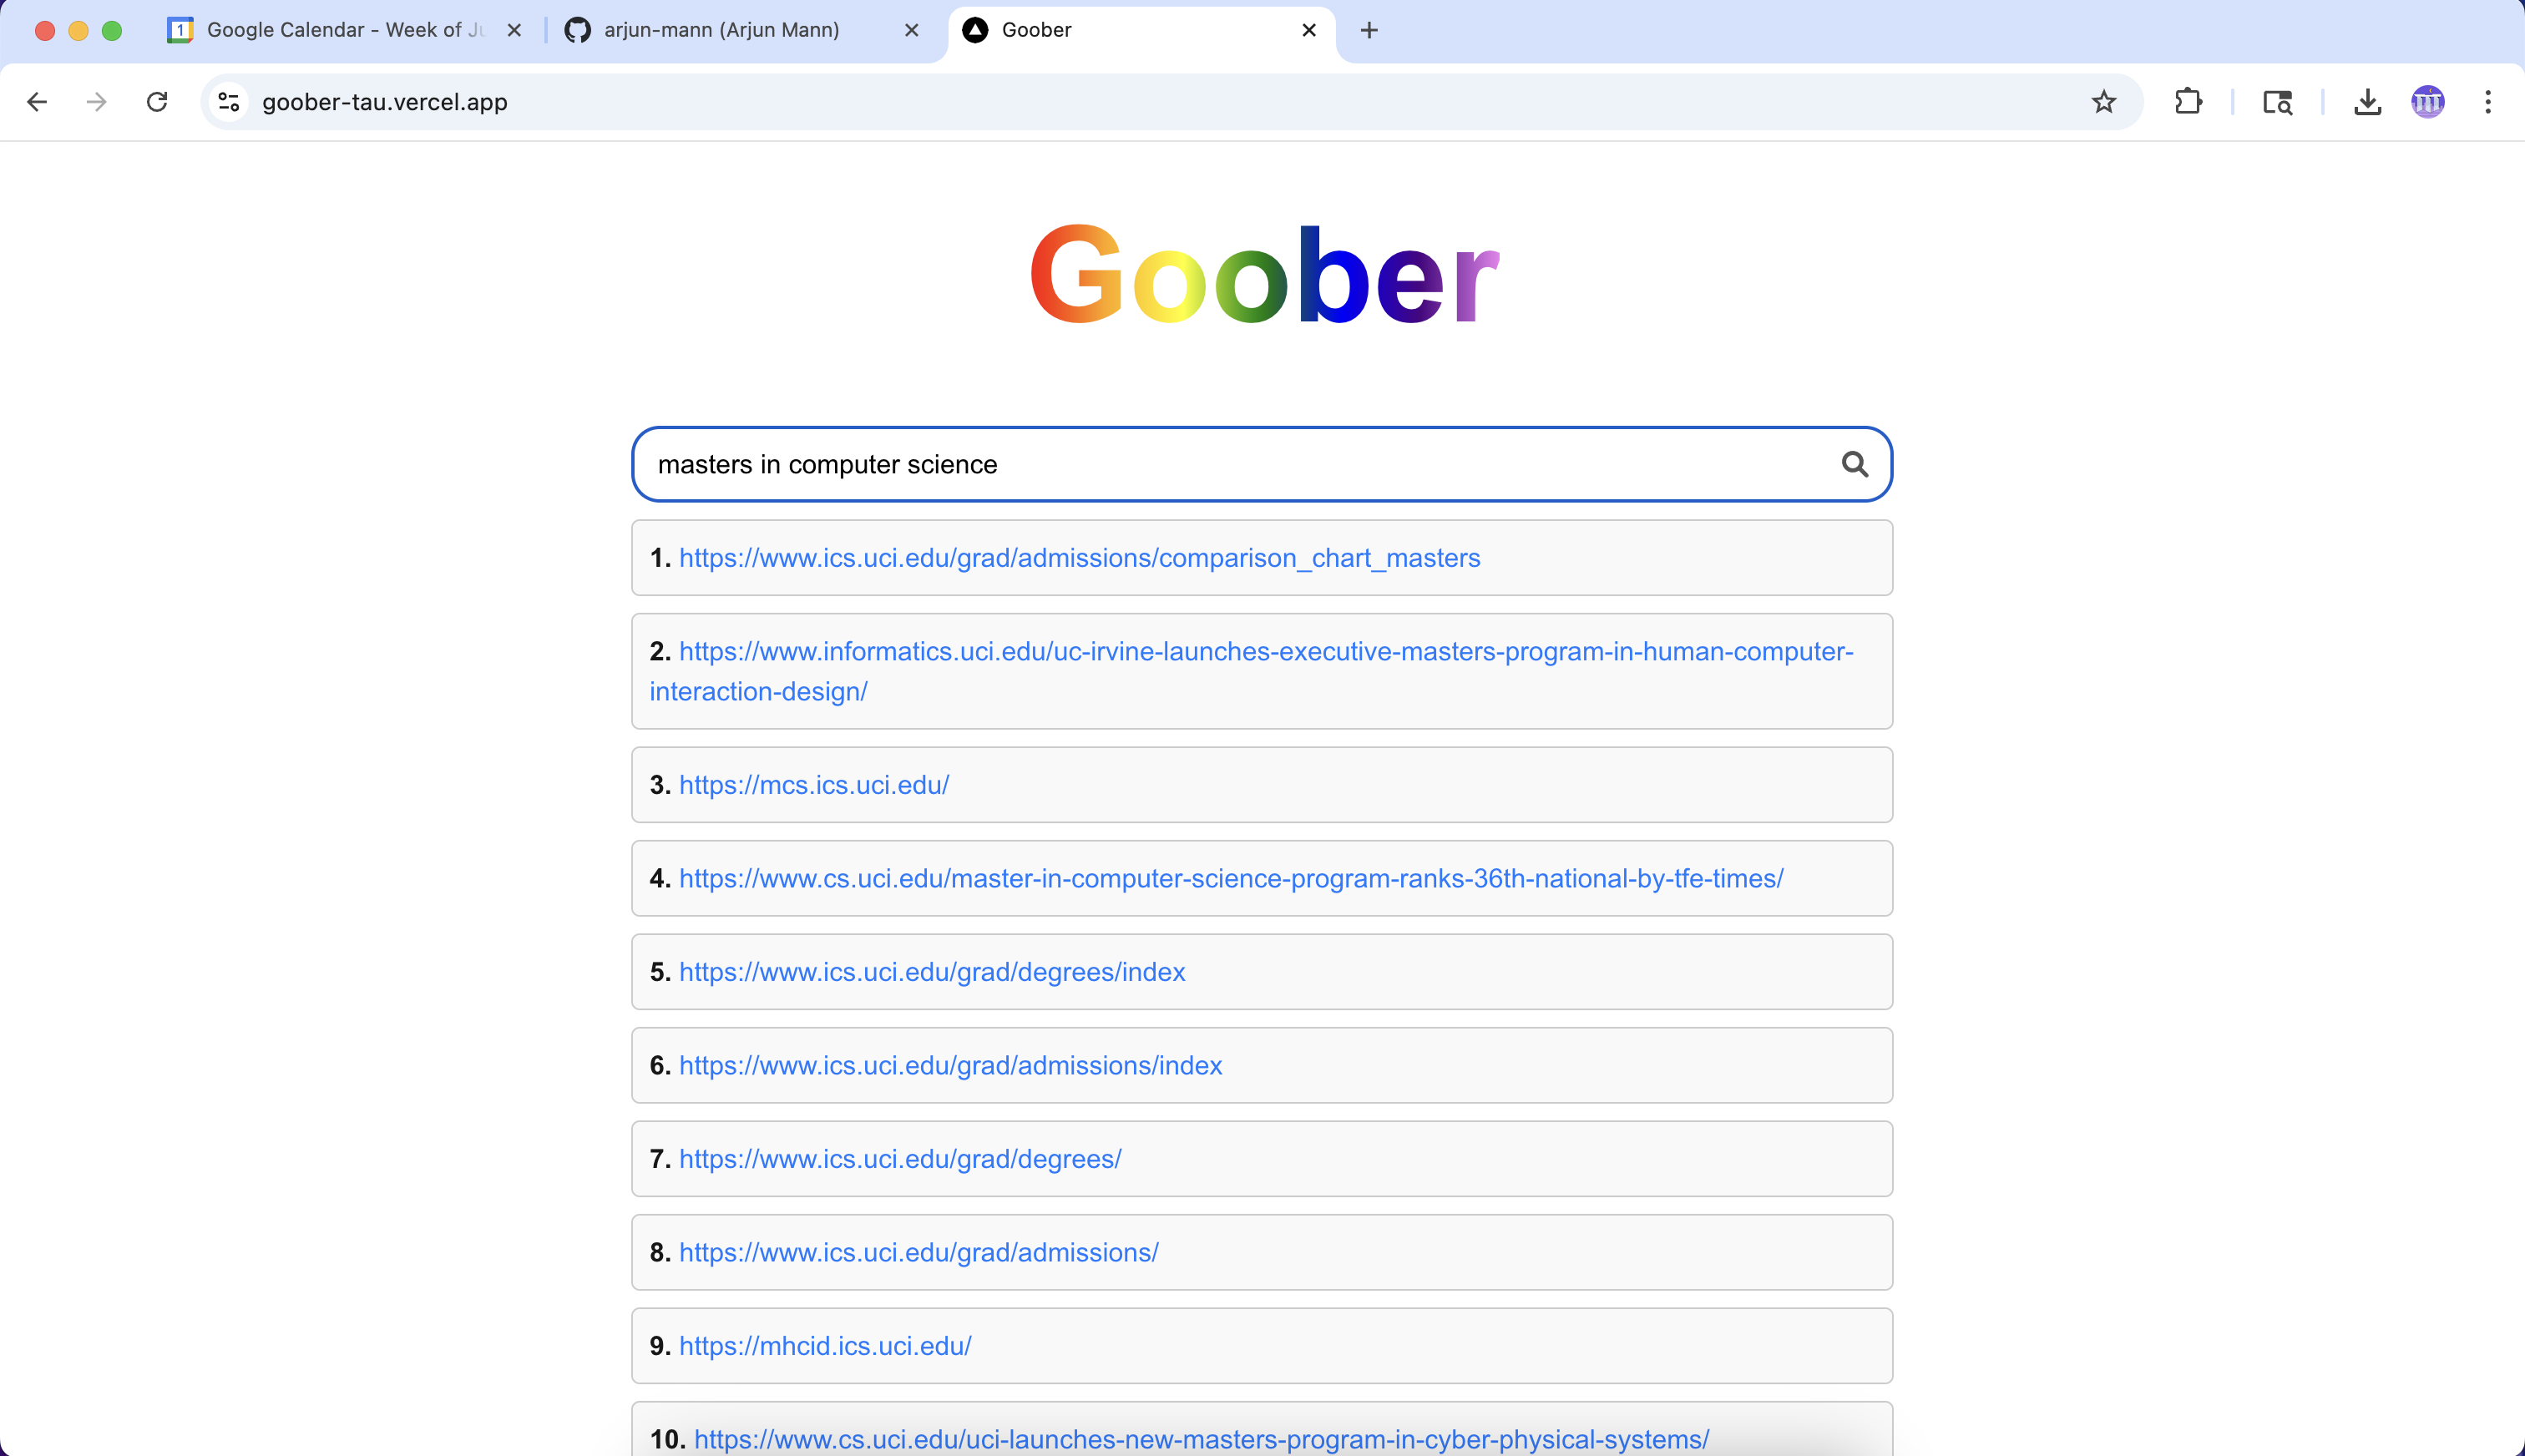 1 Google Calendar - Week of Ju
arjun-mann (Arjun Mann)
Goober
goober-tau.vercel.app
Goober
masters in computer science
1. https://www.ics.uci.edu/grad/admissions/comparison_chart_masters
2. https://www.informatics.uci.edu/uc-irvine-launches-executive-masters-program-in-human-computer-
interaction-design/
3. https://mcs.ics.uci.edu/
4. https://www.cs.uci.edu/master-in-computer-science-program-ranks-36th-national-by-tfe-times/
5. https://www.ics.uci.edu/grad/degrees/index
6. https://www.ics.uci.edu/grad/admissions/index
7. https://www.ics.uci.edu/grad/degrees/
8. https://www.ics.uci.edu/grad/admissions/
9. https://mhcid.ics.uci.edu/
10. https://www.cs.uci.edu/uci-launches-new-masters-program-in-cyber-physical-systems/